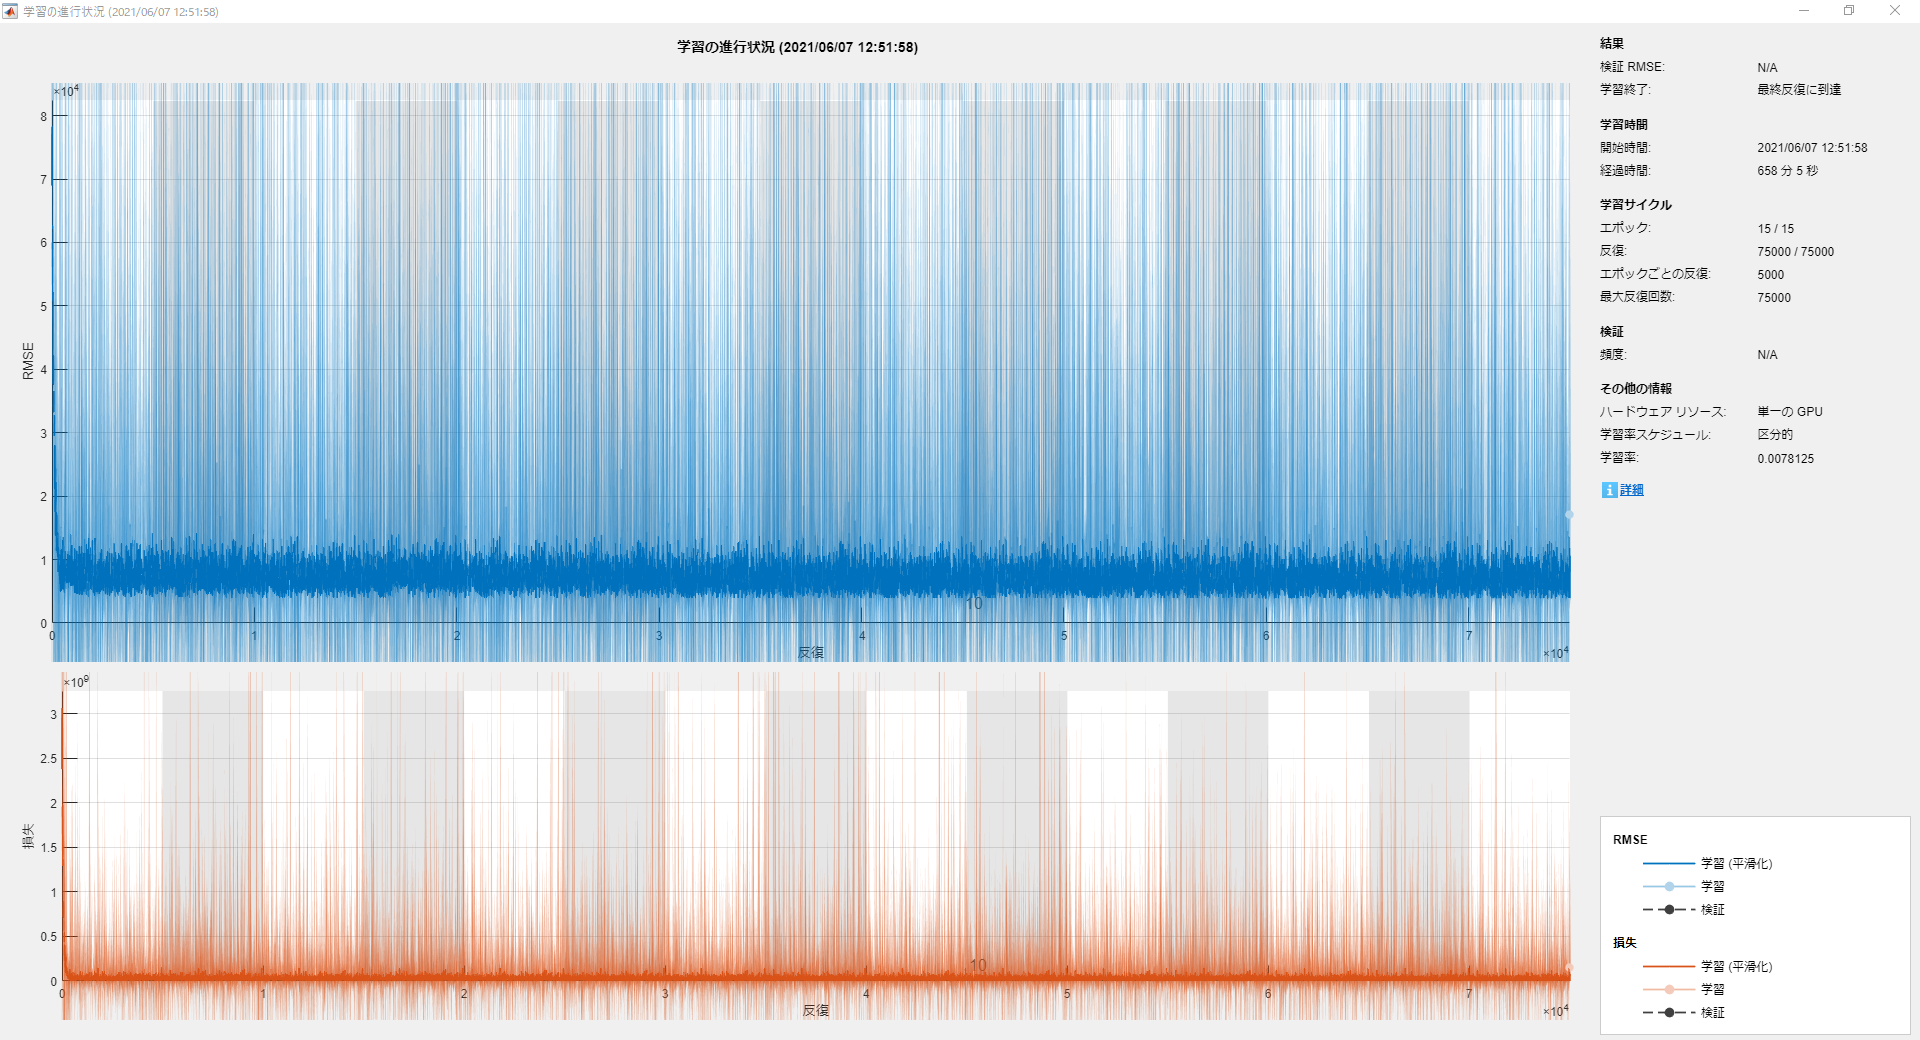 学習の進行状況 (2021/06/07 12:51:58)
学習の進行状況 (2021/06/07 12:51:58)
×10⁴
8
7
6
5
4
3
2
1
0
RMSE
0 1 2 3 4 5 6 7
10
反復
×10⁴
×10⁹
3
2.5
2
1.5
1
0.5
0
損失
0 1 2 3 4 5 6 7
10
反復
×10⁴
結果
検証 RMSE: N/A
学習終了: 最終反復に到達
学習時間
開始時間: 2021/06/07 12:51:58
経過時間: 658 分 5 秒
学習サイクル
エポック: 15 / 15
反復: 75000 / 75000
エポックごとの反復: 5000
最大反復回数: 75000
検証
頻度: N/A
その他の情報
ハードウェア リソース: 単一の GPU
学習率スケジュール: 区分的
学習率: 0.0078125
i 詳細
RMSE
学習 (平滑化)
学習
検証
損失
学習 (平滑化)
学習
検証